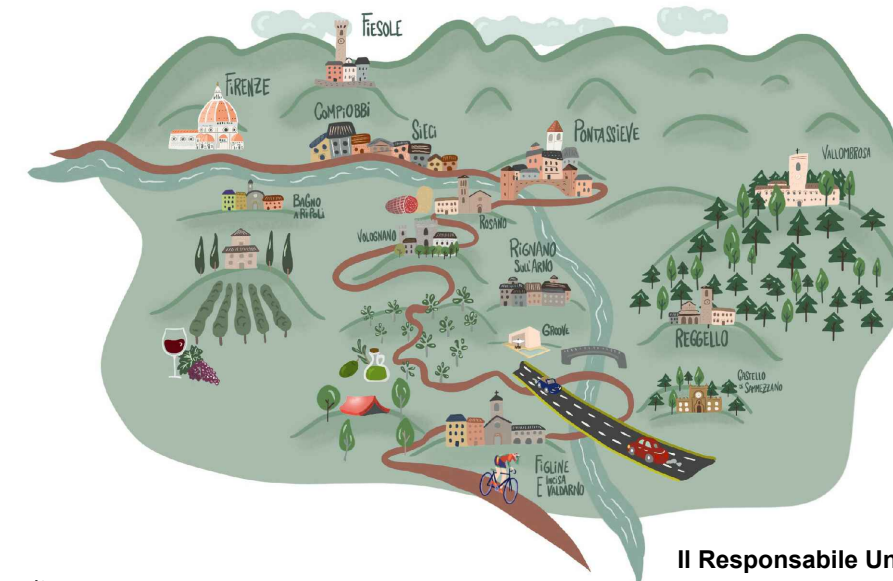 FIESOLE
FIRENZE
COMPIOBBI
SIECI
PONTASSIEVE
VALLOMBROSA
BAGNO
A RIPOLI
ROSANO
VOLOGNANO
RIGNANO
SULL'ARNO
GROOVE
REGGELLO
CASTELLO
DI SAMMEZZANO
FIGLINE
E INCISA
VALDARNO
Il Responsabile Un